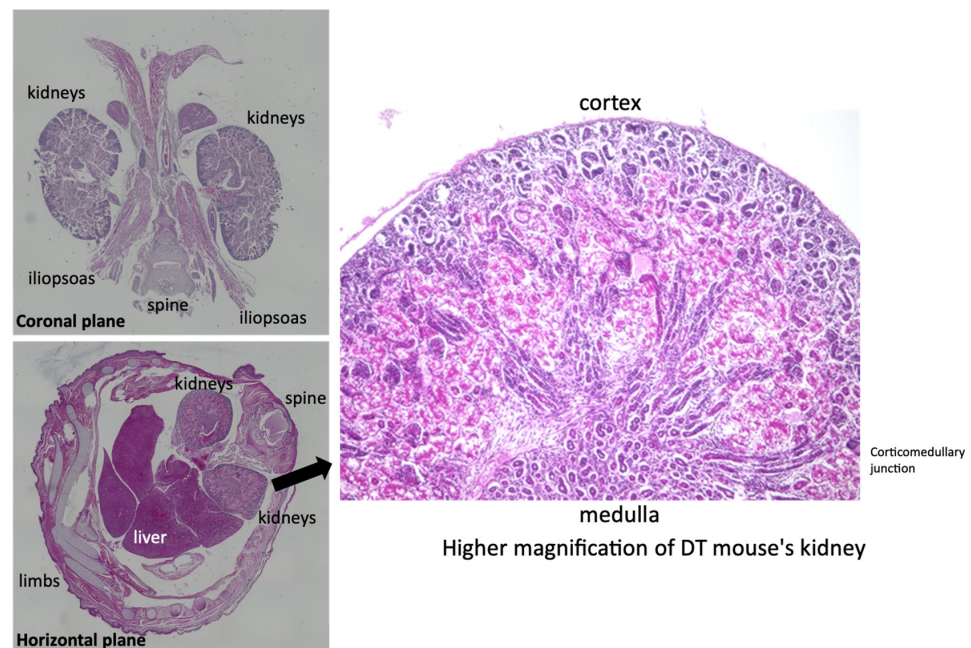 kidneys
kidneys
iliopsoas
spine
iliopsoas
Coronal plane
kidneys
spine
kidneys
liver
limbs
Horizontal plane
cortex
Corticomedullary
junction
medulla
Higher magnification of DT mouse's kidney